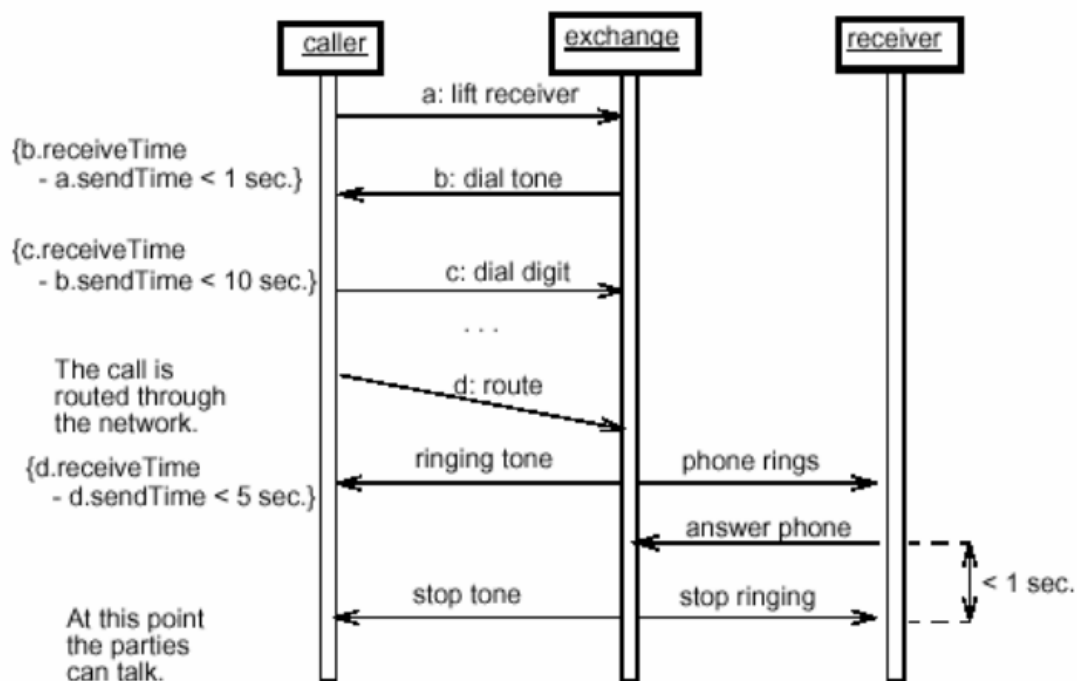 caller
exchange
receiver
a: lift receiver
{b.receiveTime
- a.sendTime < 1 sec.}
b: dial tone
{c.receiveTime
- b.sendTime < 10 sec.}
c: dial digit
. . .
The call is
routed through
the network.
d: route
{d.receiveTime
- d.sendTime < 5 sec.}
ringing tone
phone rings
answer phone
< 1 sec.
stop tone
stop ringing
At this point
the parties
can talk.